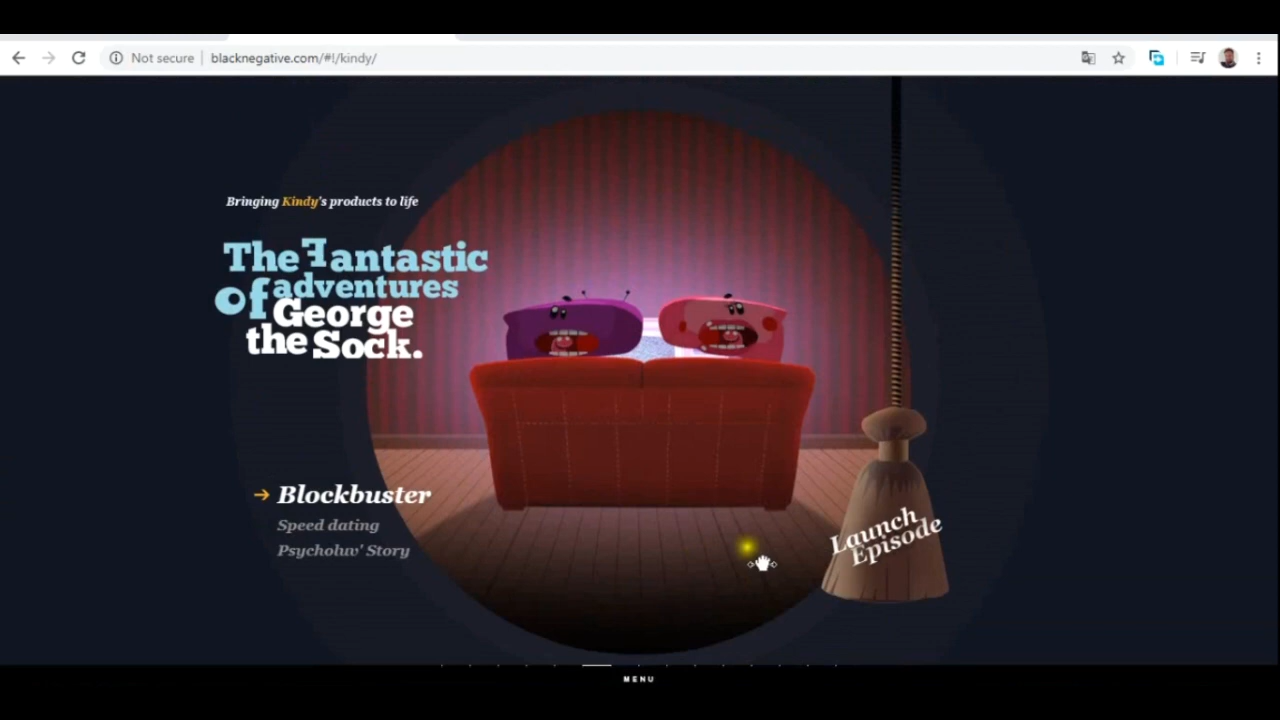 Not secure
blacknegative.com/#!/kindy/
Bringing Kindy's products to life
The Fantastic
of adventures
George
the Sock.
Blockbuster
Speed dating
Psycholuv' Story
Launch
Episode
MENU